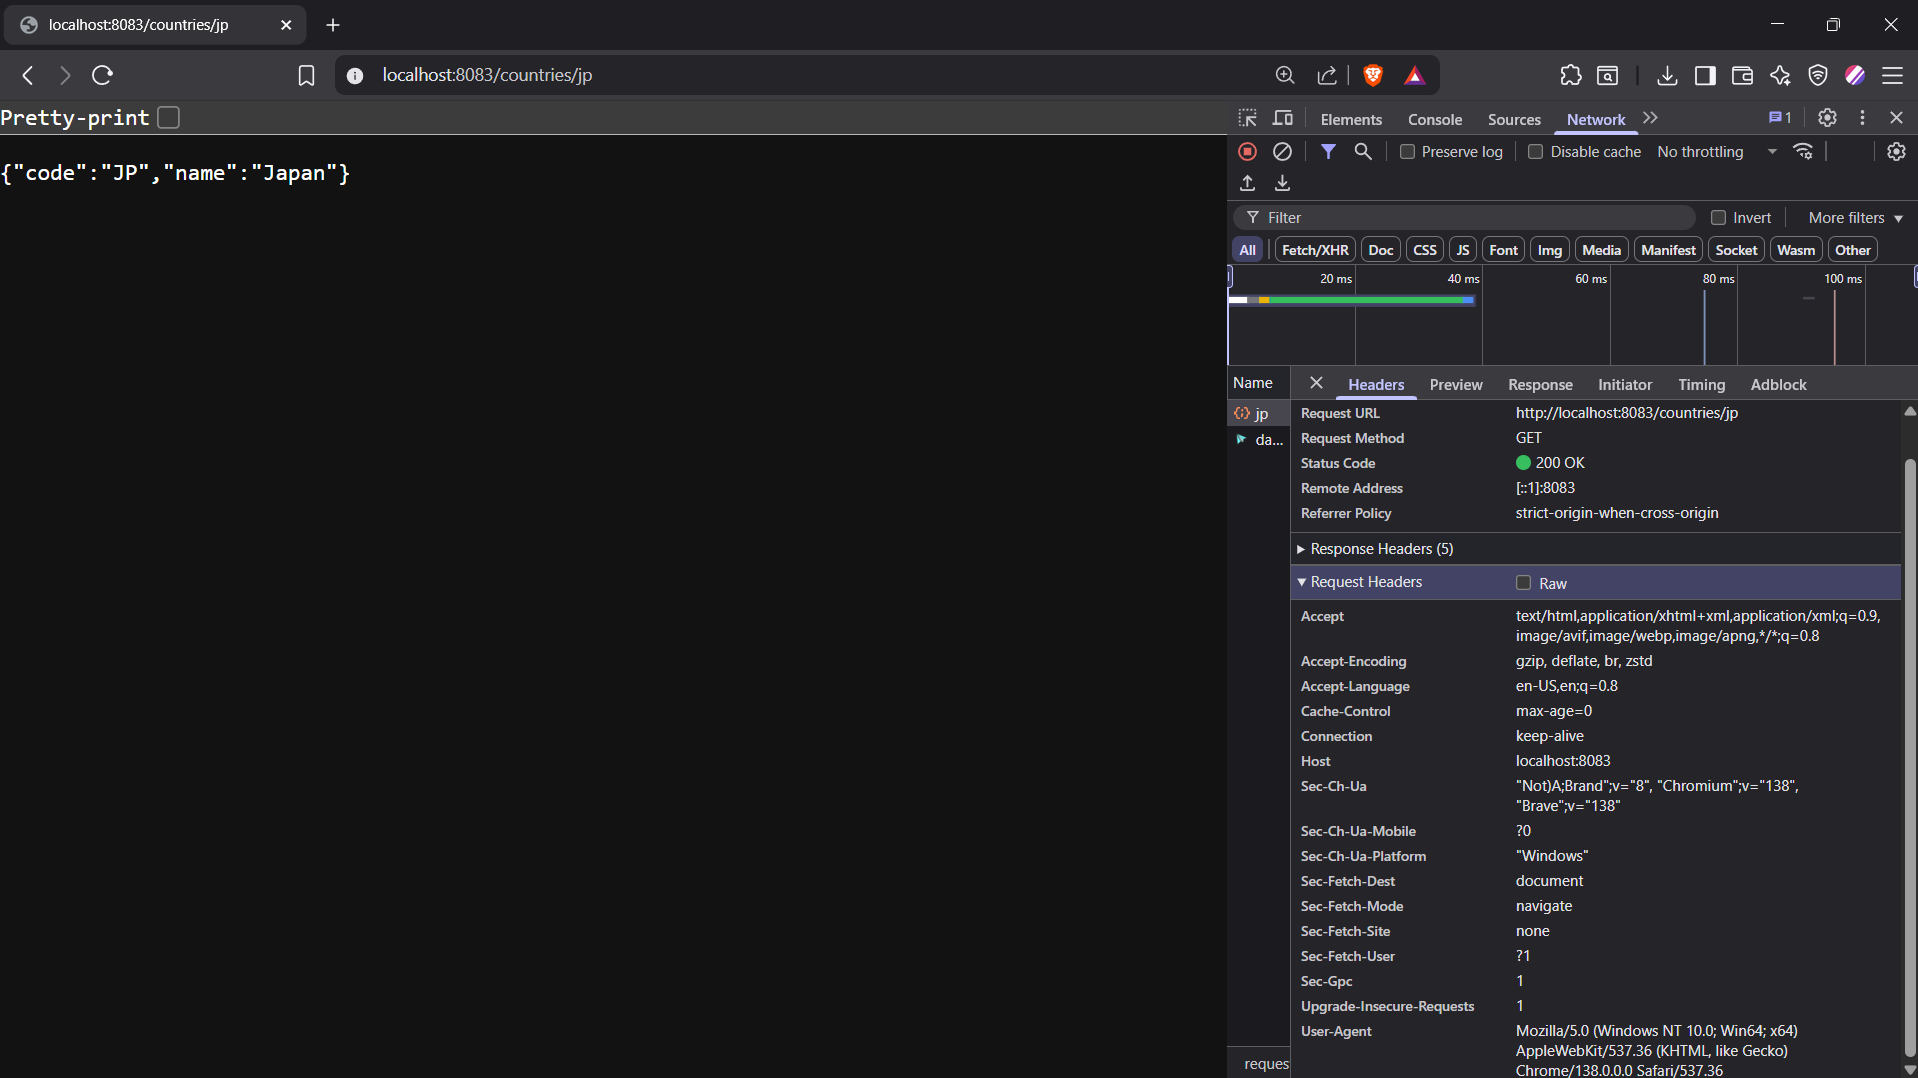 localhost:8083/countries/jp
localhost:8083/countries/jp
Pretty-print
{"code":"JP","name":"Japan"}
Elements Console Sources Network 1
Preserve log Disable cache No throttling
Filter Invert More filters
All Fetch/XHR Doc CSS JS Font Img Media Manifest Socket Wasm Other
20 ms 40 ms 60 ms 80 ms 100 ms
Name Headers Preview Response Initiator Timing Adblock
jp
da...
Request URL http://localhost:8083/countries/jp
Request Method GET
Status Code 200 OK
Remote Address [::1]:8083
Referrer Policy strict-origin-when-cross-origin
Response Headers (5)
Request Headers Raw
Accept text/html,application/xhtml+xml,application/xml;q=0.9,
image/avif,image/webp,image/apng,*/*;q=0.8
Accept-Encoding gzip, deflate, br, zstd
Accept-Language en-US,en;q=0.8
Cache-Control max-age=0
Connection keep-alive
Host localhost:8083
Sec-Ch-Ua "Not)A;Brand";v="8", "Chromium";v="138",
"Brave";v="138"
Sec-Ch-Ua-Mobile ?0
Sec-Ch-Ua-Platform "Windows"
Sec-Fetch-Dest document
Sec-Fetch-Mode navigate
Sec-Fetch-Site none
Sec-Fetch-User ?1
Sec-Gpc 1
Upgrade-Insecure-Requests 1
User-Agent Mozilla/5.0 (Windows NT 10.0; Win64; x64)
AppleWebKit/537.36 (KHTML, like Gecko)
Chrome/138.0.0.0 Safari/537.36
reques